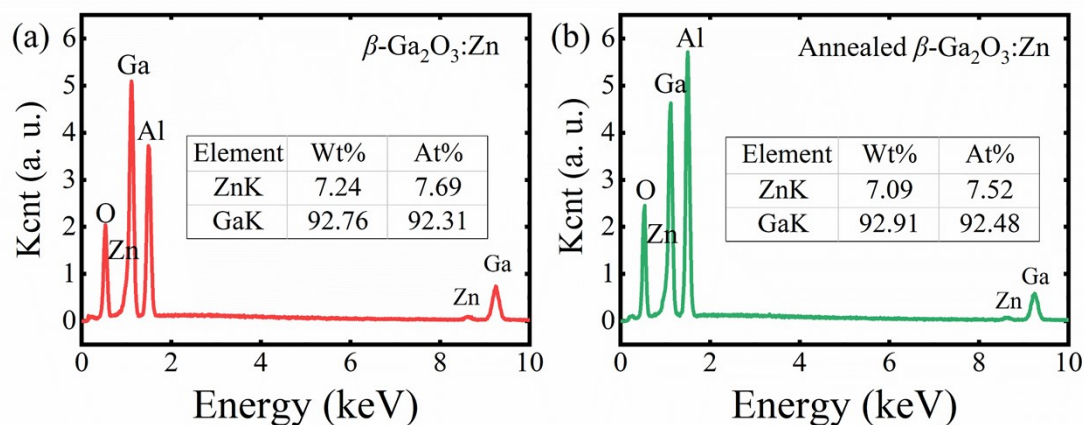 (a)
β-Ga₂O₃:Zn
6
5
4
3
2
1
0
Kcnt (a. u.)
Ga
Al
O
Zn
Zn
Ga
Element Wt% At%
ZnK 7.24 7.69
GaK 92.76 92.31
0 2 4 6 8 10
Energy (keV)
(b)
Annealed β-Ga₂O₃:Zn
6
5
4
3
2
1
0
Kcnt (a. u.)
Al
Ga
O
Zn
Zn
Ga
Element Wt% At%
ZnK 7.09 7.52
GaK 92.91 92.48
0 2 4 6 8 10
Energy (keV)